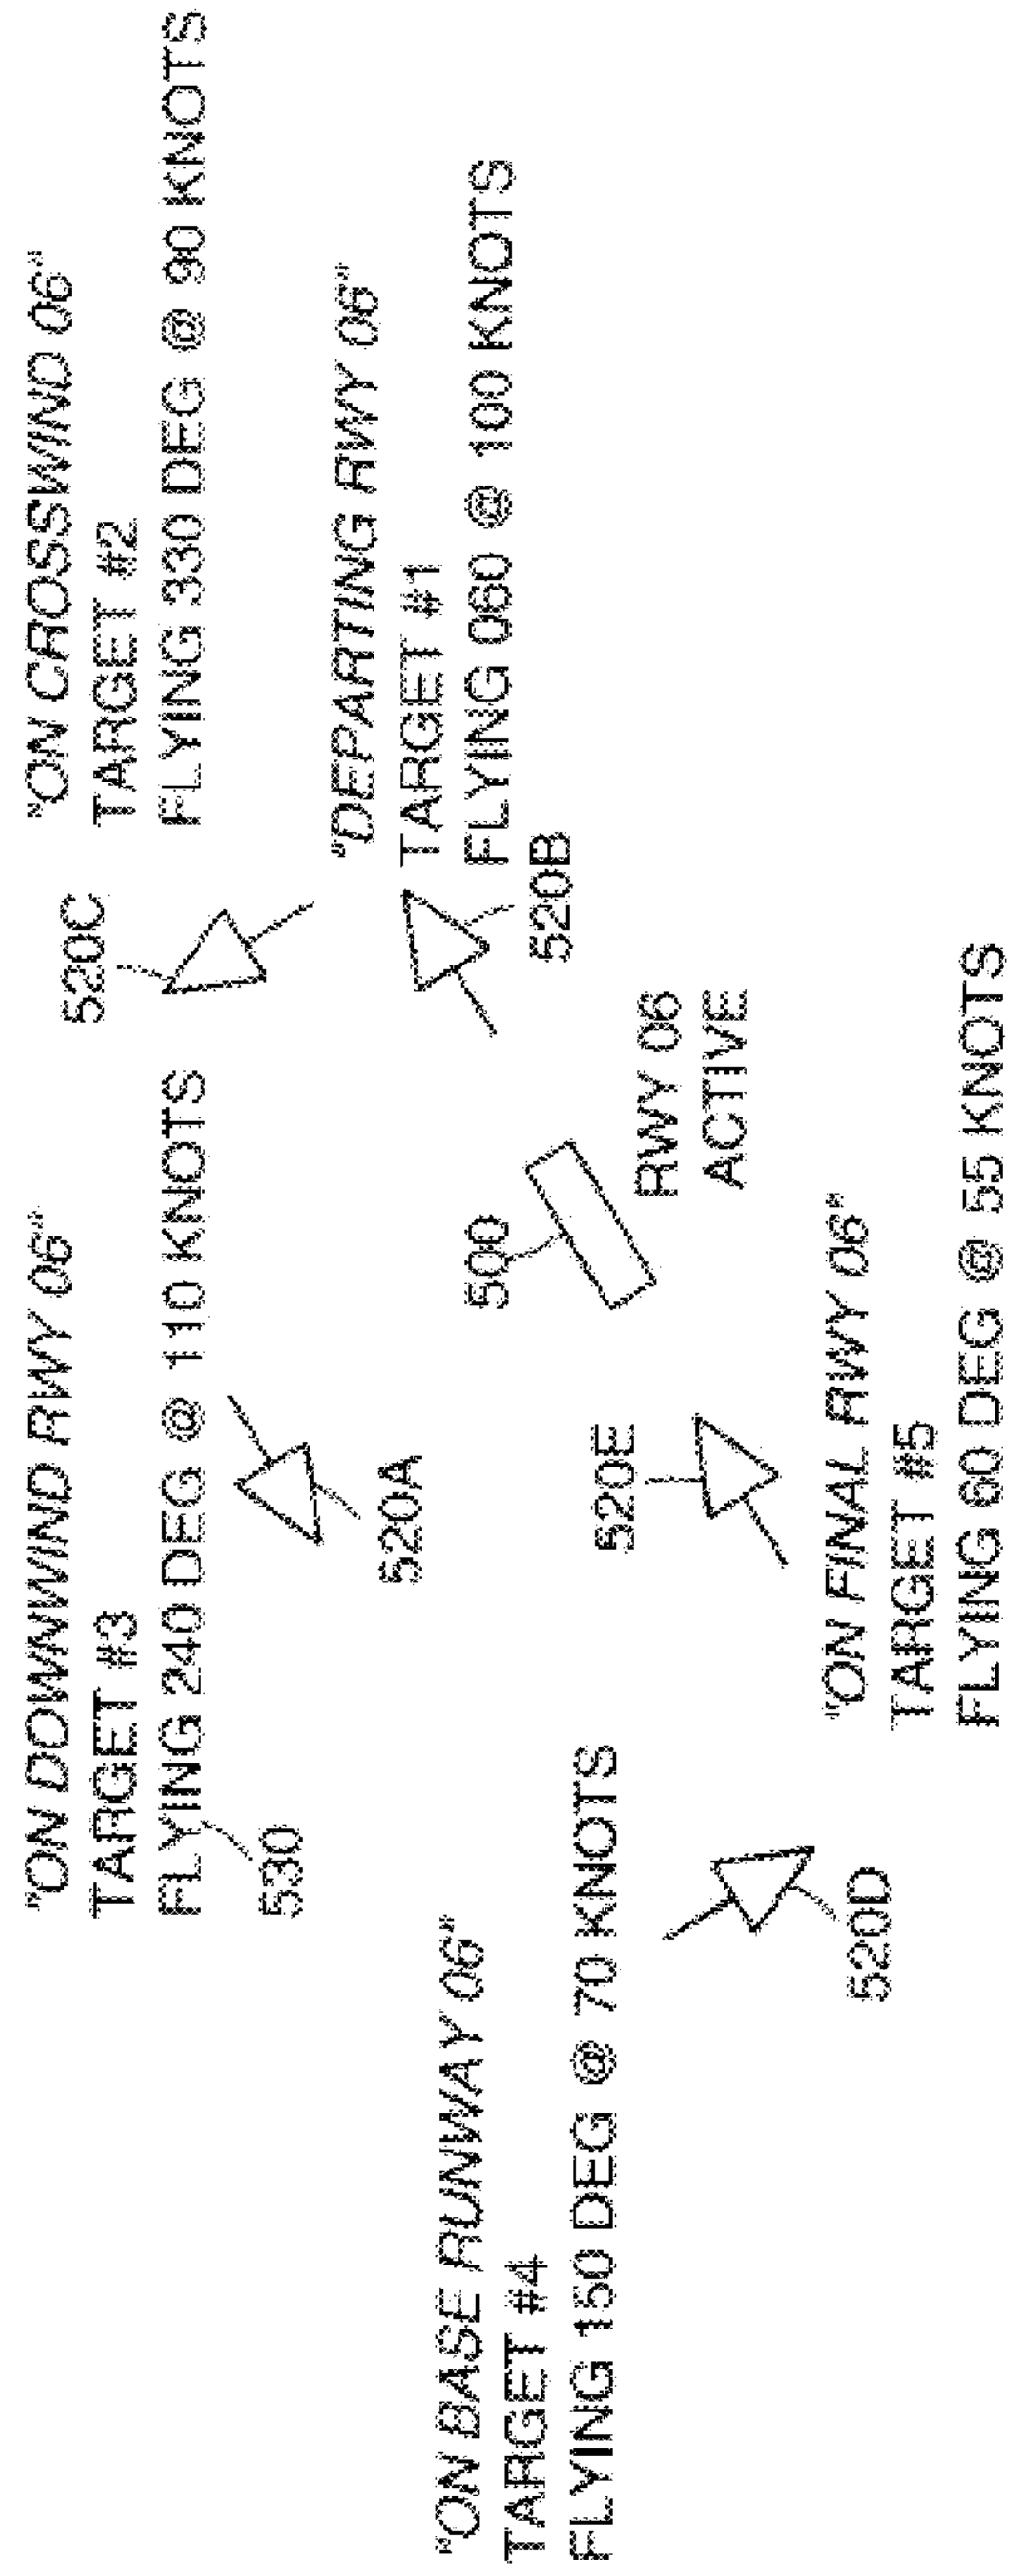 "ON DOWNWIND RWY 06"
TARGET #3
FLYING 240 DEG @ 110 KNOTS
530
520A
520C
"ON CROSSWIND 06"
TARGET #2
FLYING 330 DEG @ 90 KNOTS
"DEPARTING RWY 06"
TARGET #1
FLYING 060 @ 100 KNOTS
520B
500
RWY 06
ACTIVE
"ON BASE RUNWAY 06"
TARGET #4
FLYING 150 DEG @ 70 KNOTS
520D
520E
"ON FINAL RWY 06"
TARGET #5
FLYING 60 DEG @ 55 KNOTS